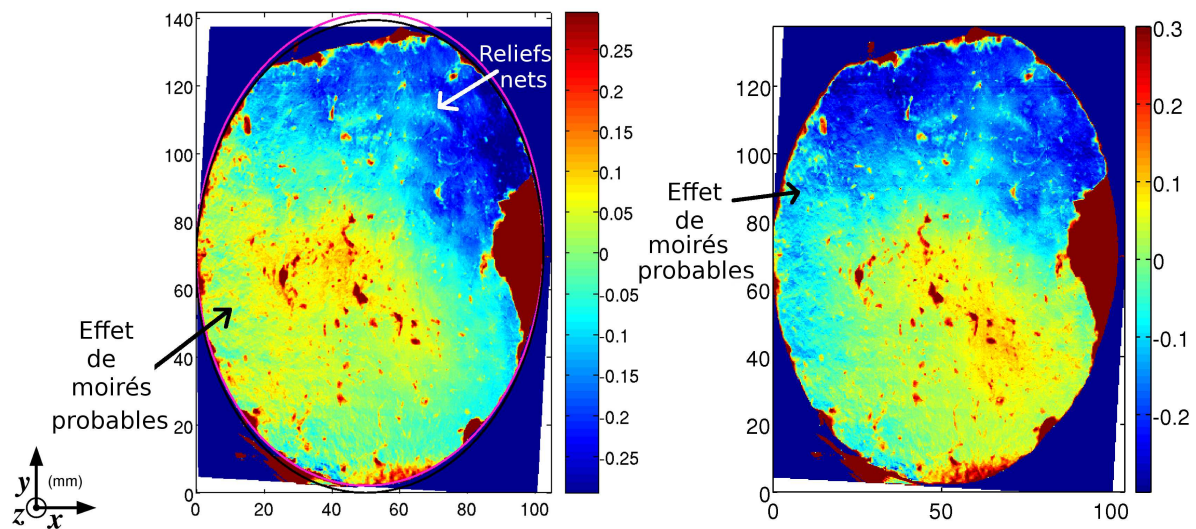 140
120
100
80
60
40
20
0
0 20 40 60 80 100
0.25
0.2
0.15
0.1
0.05
0
-0.05
-0.1
-0.15
-0.2
-0.25
Reliefs
nets
Effet
de
moirés
probables
y
(mm)
z x
120
100
80
60
40
20
0
0 50 100
0.3
0.2
0.1
0
-0.1
-0.2
Effet
de
moirés
probables